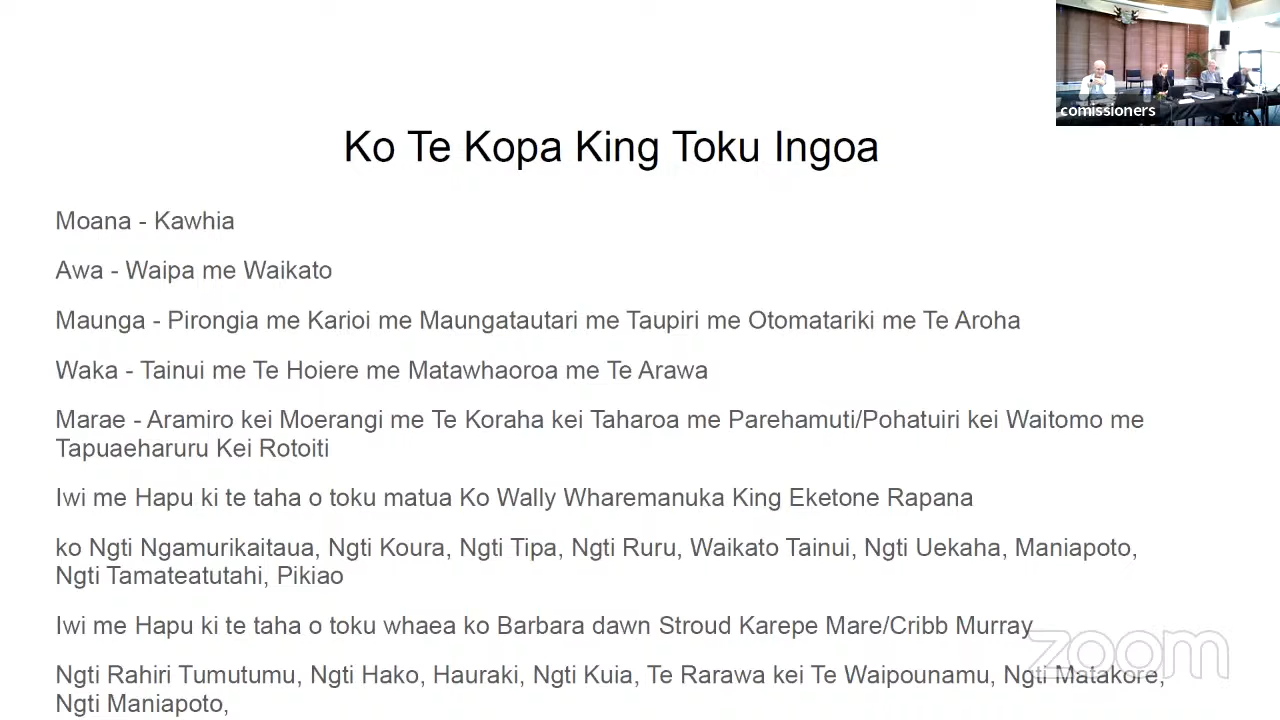 comissioners
Ko Te Kopa King Toku Ingoa
Moana - Kawhia
Awa - Waipa me Waikato
Maunga - Pirongia me Karioi me Maungatautari me Taupiri me Otomatariki me Te Aroha
Waka - Tainui me Te Hoiere me Matawhaoroa me Te Arawa
Marae - Aramiro kei Moerangi me Te Koraha kei Taharoa me Parehamuti/Pohatuiri kei Waitomo me
Tapuaeharuru Kei Rotoiti
Iwi me Hapu ki te taha o toku matua Ko Wally Wharemanuka King Eketone Rapana
ko Ngti Ngamurikaitaua, Ngti Koura, Ngti Tipa, Ngti Ruru, Waikato Tainui, Ngti Uekaha, Maniapoto,
Ngti Tamateatutahi, Pikiao
Iwi me Hapu ki te taha o toku whaea ko Barbara dawn Stroud Karepe Mare/Cribb Murray
zoom
Ngti Rahiri Tumutumu, Ngti Hako, Hauraki, Ngti Kuia, Te Rarawa kei Te Waipounamu, Ngti Matakore,
Ngti Maniapoto,